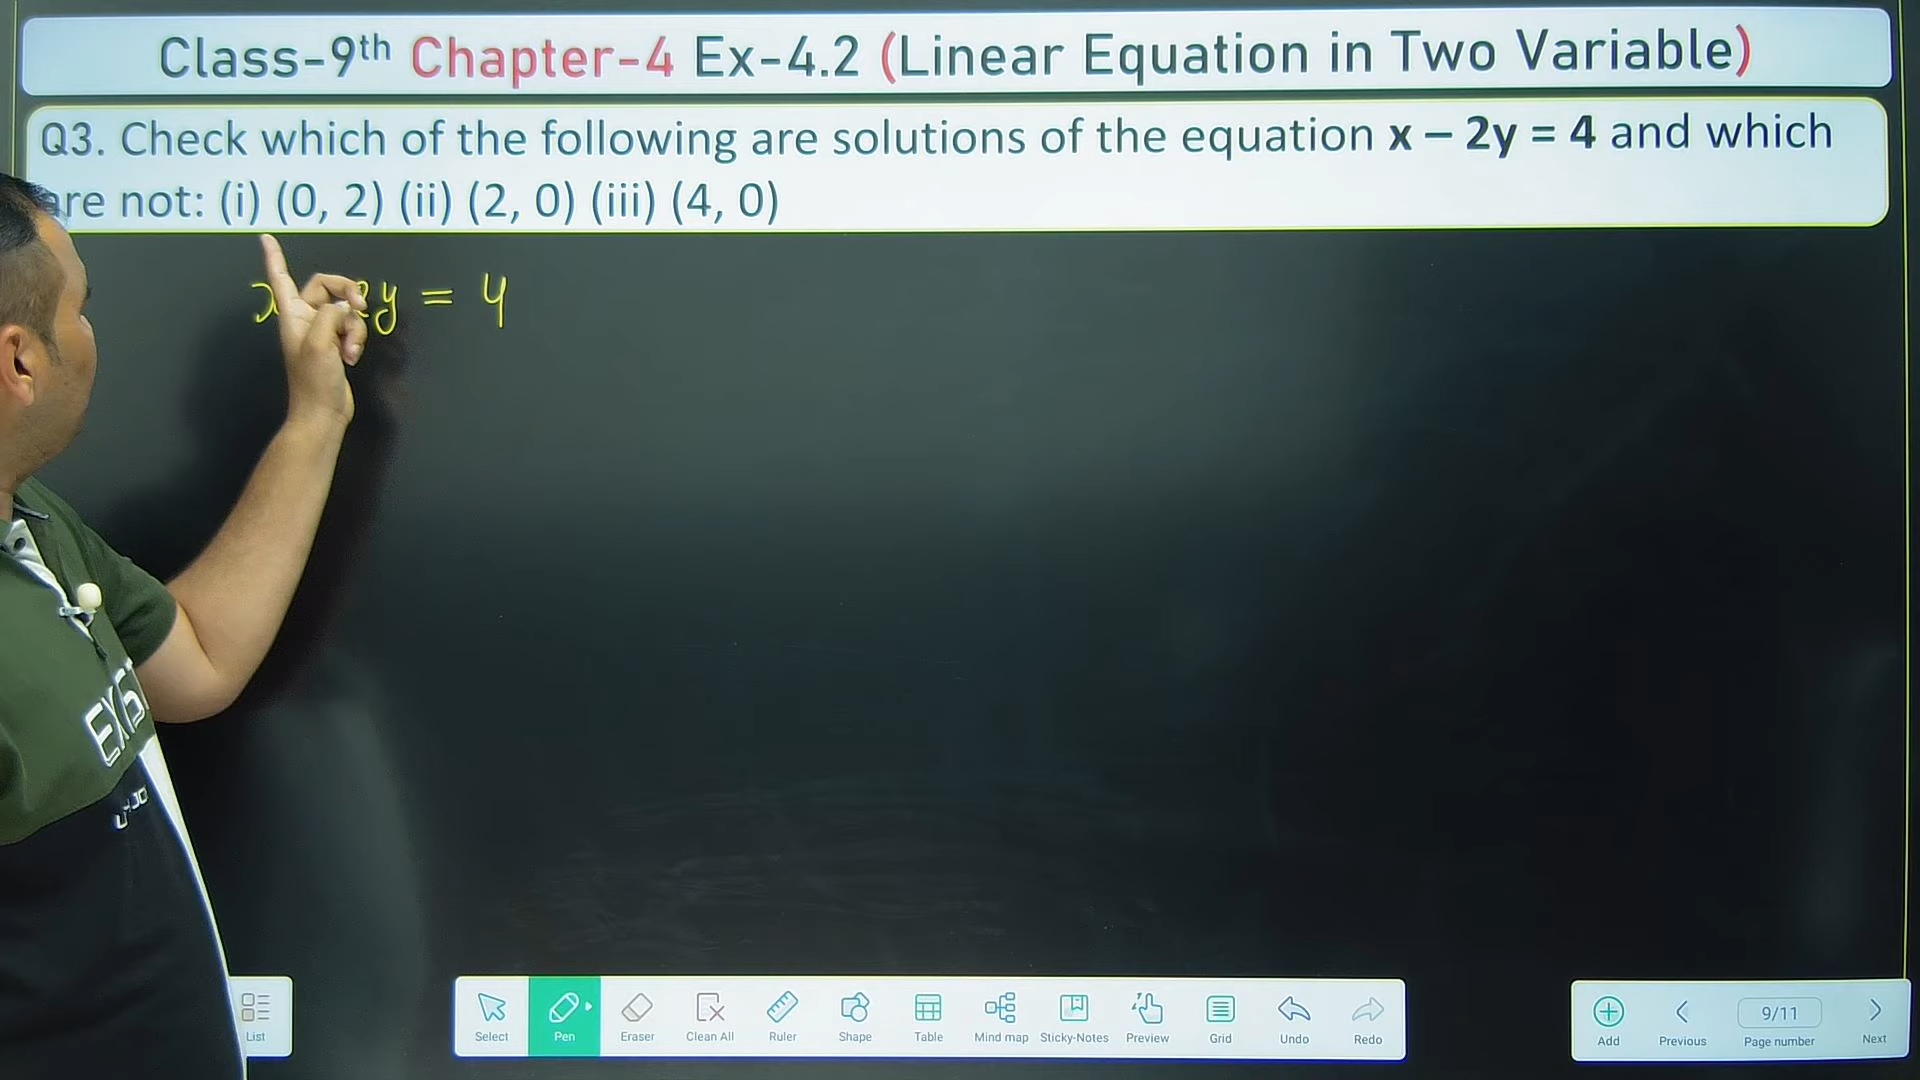 Class-9th Chapter-4 Ex-4.2 (Linear Equation in Two Variable)
Q3. Check which of the following are solutions of the equation x – 2y = 4 and which
are not: (i) (0, 2) (ii) (2, 0) (iii) (4, 0)
x 2y = 4
List
Select
Pen
Eraser
Clean All
Ruler
Shape
Table
Mind map
Sticky-Notes
Preview
Grid
Undo
Redo
Add
Previous
9/11
Page number
Next